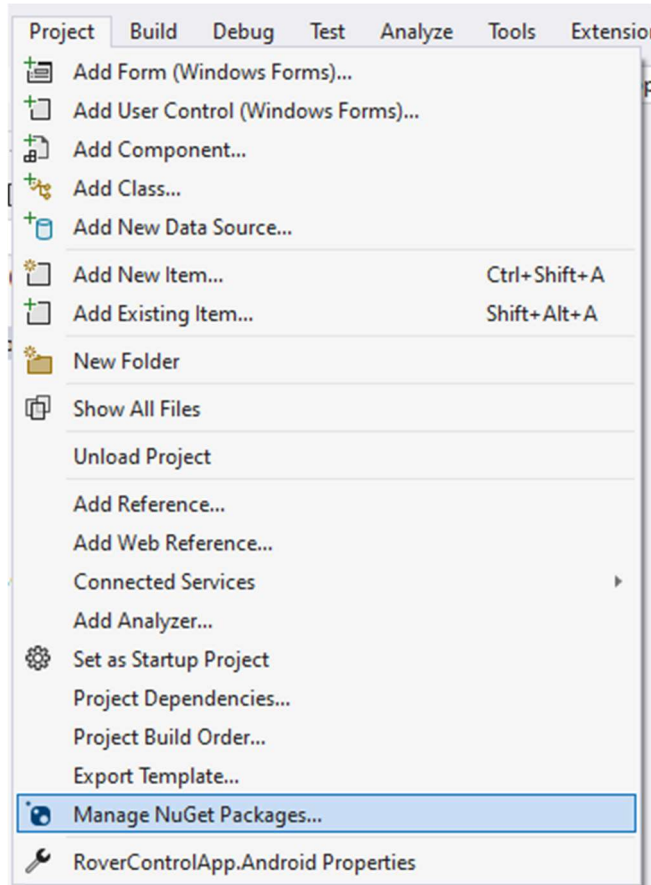 Project Build Debug Test Analyze Tools Extensio
Add Form (Windows Forms)...
Add User Control (Windows Forms)...
Add Component...
Add Class...
Add New Data Source...
Add New Item... Ctrl+Shift+A
Add Existing Item... Shift+Alt+A
New Folder
Show All Files
Unload Project
Add Reference...
Add Web Reference...
Connected Services
Add Analyzer...
Set as Startup Project
Project Dependencies...
Project Build Order...
Export Template...
Manage NuGet Packages...
RoverControlApp.Android Properties